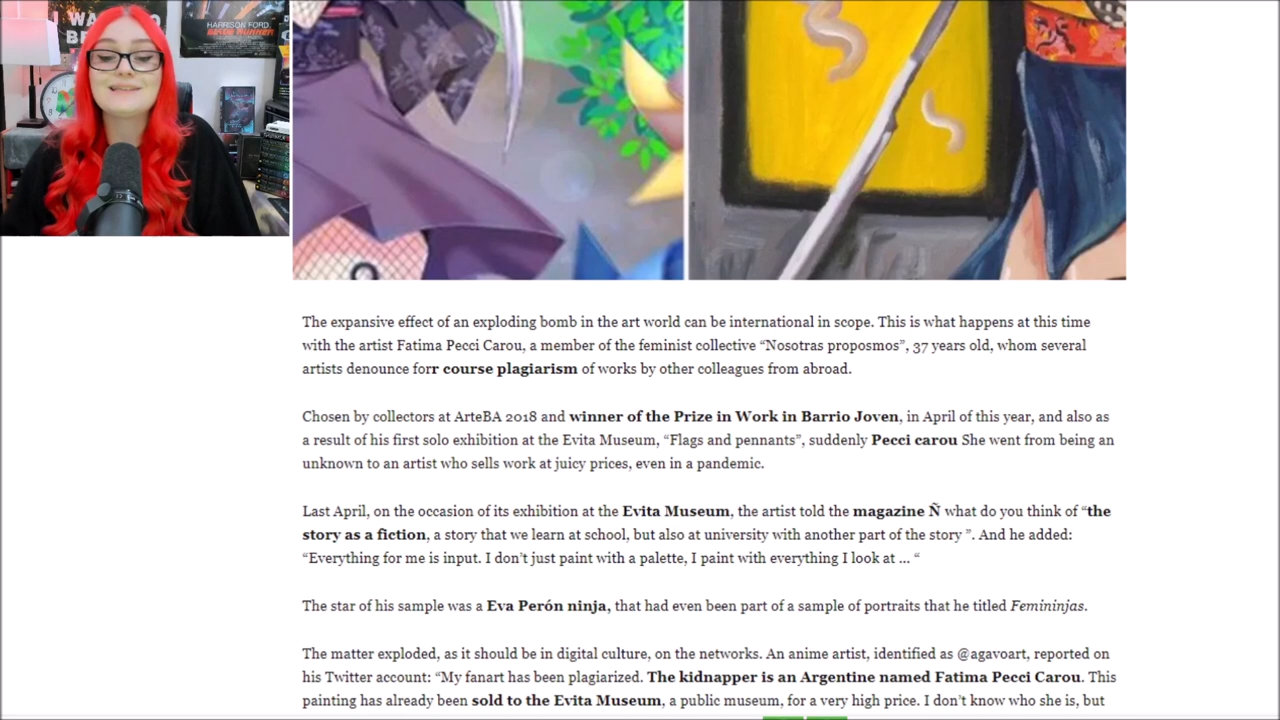 HARRISON FORD
BLADE RUNNER
The expansive effect of an exploding bomb in the art world can be international in scope. This is what happens at this time
with the artist Fatima Pecci Carou, a member of the feminist collective “Nosotras proposmos”, 37 years old, whom several
artists denounce forr course plagiarism of works by other colleagues from abroad.
Chosen by collectors at ArteBA 2018 and winner of the Prize in Work in Barrio Joven, in April of this year, and also as
a result of his first solo exhibition at the Evita Museum, “Flags and pennants”, suddenly Pecci carou She went from being an
unknown to an artist who sells work at juicy prices, even in a pandemic.
Last April, on the occasion of its exhibition at the Evita Museum, the artist told the magazine Ñ what do you think of “the
story as a fiction, a story that we learn at school, but also at university with another part of the story ”. And he added:
“Everything for me is input. I don’t just paint with a palette, I paint with everything I look at ... “
The star of his sample was a Eva Perón ninja, that had even been part of a sample of portraits that he titled Femininjas.
The matter exploded, as it should be in digital culture, on the networks. An anime artist, identified as @agavoart, reported on
his Twitter account: “My fanart has been plagiarized. The kidnapper is an Argentine named Fatima Pecci Carou. This
painting has already been sold to the Evita Museum, a public museum, for a very high price. I don’t know who she is, but